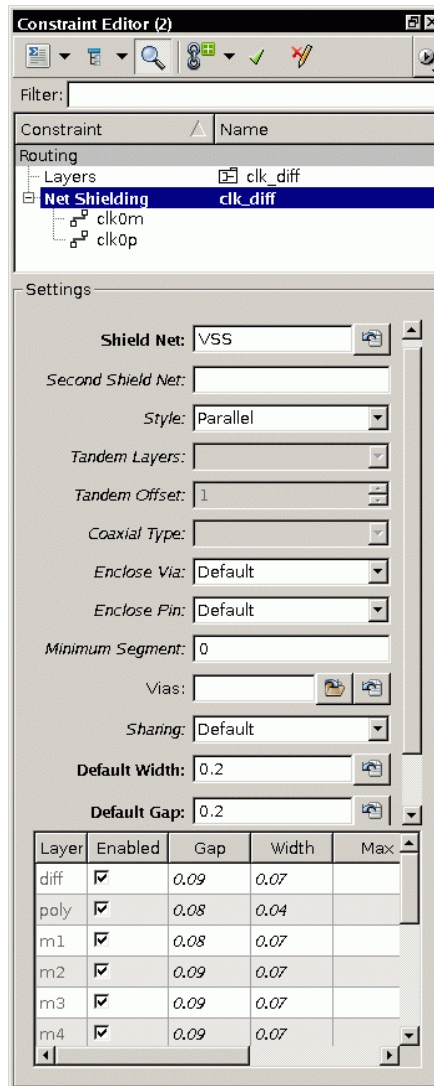 Constraint Editor (2)
Filter:
Constraint Name
Routing
Layers clk_diff
Net Shielding clk_diff
clk0m
clk0p
Settings
Shield Net: VSS
Second Shield Net:
Style: Parallel
Tandem Layers:
Tandem Offset: 1
Coaxial Type:
Enclose Via: Default
Enclose Pin: Default
Minimum Segment: 0
Vias:
Sharing: Default
Default Width: 0.2
Default Gap: 0.2
Layer Enabled Gap Width Max
diff 0.09 0.07
poly 0.08 0.04
m1 0.08 0.07
m2 0.09 0.07
m3 0.09 0.07
m4 0.09 0.07